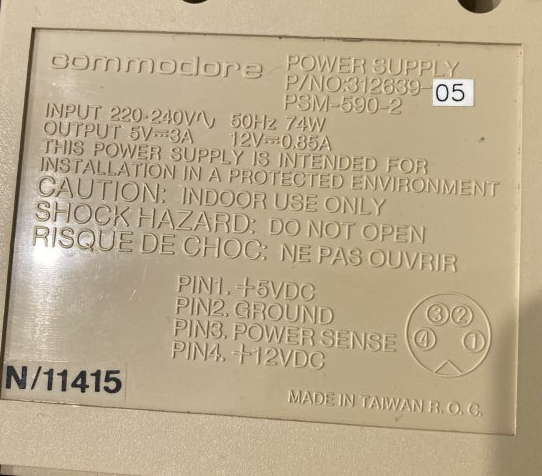 commodore
POWER SUPPLY
P/NO:312639-05
PSM-590-2
INPUT 220-240V∿ 50Hz 74W
OUTPUT 5V⎓3A 12V⎓0.85A
THIS POWER SUPPLY IS INTENDED FOR
INSTALLATION IN A PROTECTED ENVIRONMENT
CAUTION: INDOOR USE ONLY
SHOCK HAZARD: DO NOT OPEN
RISQUE DE CHOC: NE PAS OUVRIR
PIN1. +5VDC
PIN2. GROUND
PIN3. POWER SENSE
PIN4. +12VDC
3 2
4 1
N/11415
MADE IN TAIWAN R.O.C.